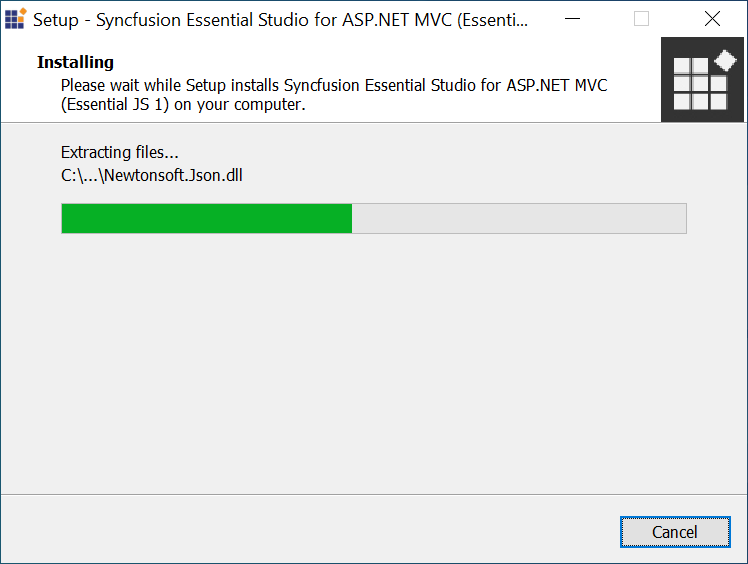 Setup - Syncfusion Essential Studio for ASP.NET MVC (Essenti...
Installing
Please wait while Setup installs Syncfusion Essential Studio for ASP.NET MVC
(Essential JS 1) on your computer.
Extracting files...
C:\...\Newtonsoft.Json.dll
Cancel